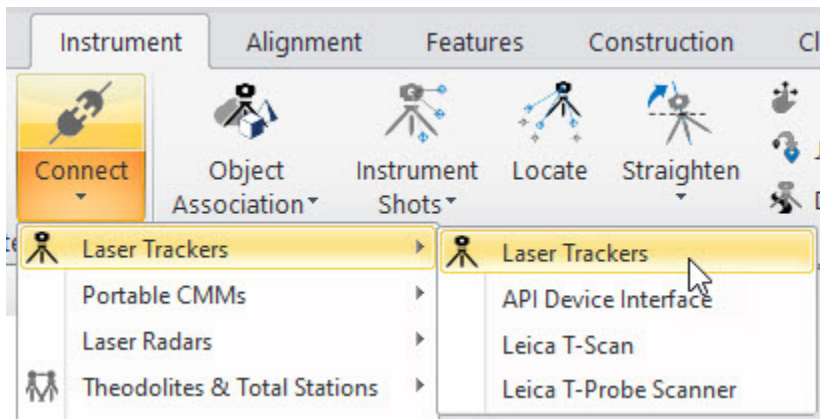 Instrument Alignment Features Construction
Connect Object Instrument Locate Straighten
Association Shots
Laser Trackers Laser Trackers
Portable CMMs API Device Interface
Laser Radars Leica T-Scan
Theodolites & Total Stations Leica T-Probe Scanner